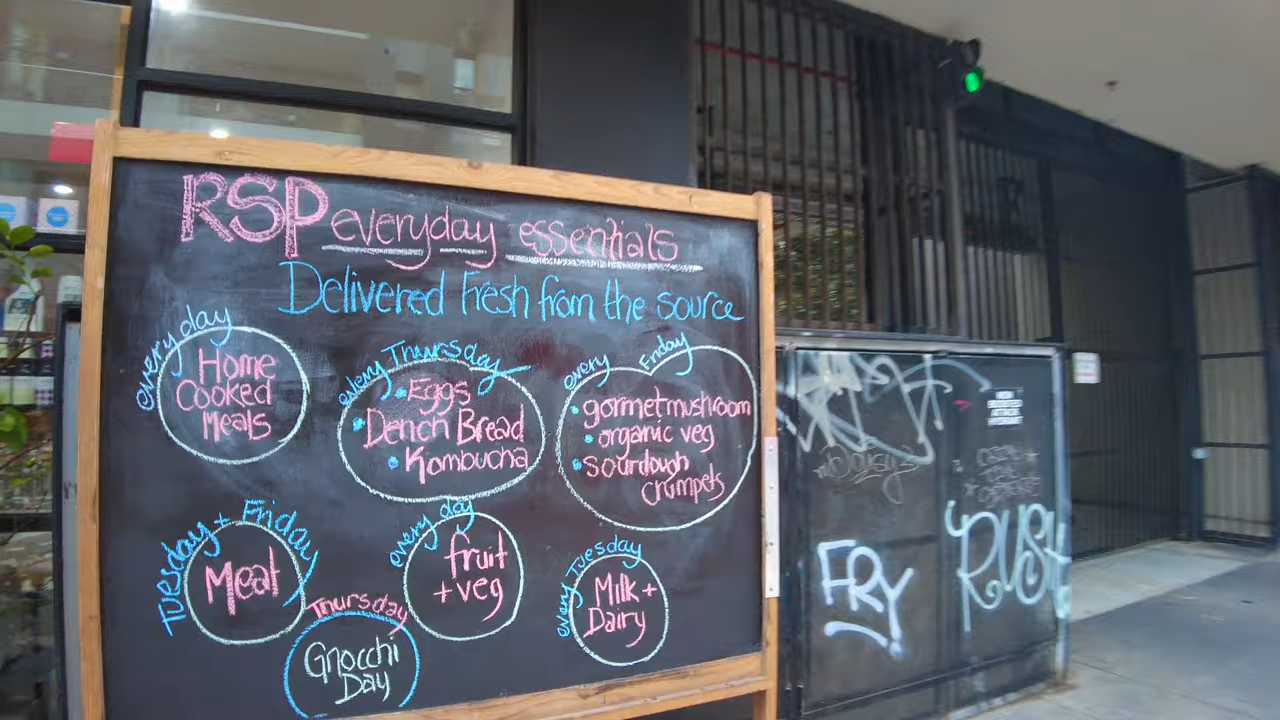 RSP everyday essentials
Delivered Fresh from the source
every day
Home
Cooked
Meals
every Thursday
• Eggs
• Dench Bread
• Kombucha
every Friday
• gormet mushroom
• organic veg
• sourdough
crumpets
Tuesday + Friday
Meat
every day
fruit
+ veg
every Tuesday
Milk +
Dairy
Thursday
Gnocchi
Day
Daisy
FRY
RUSH